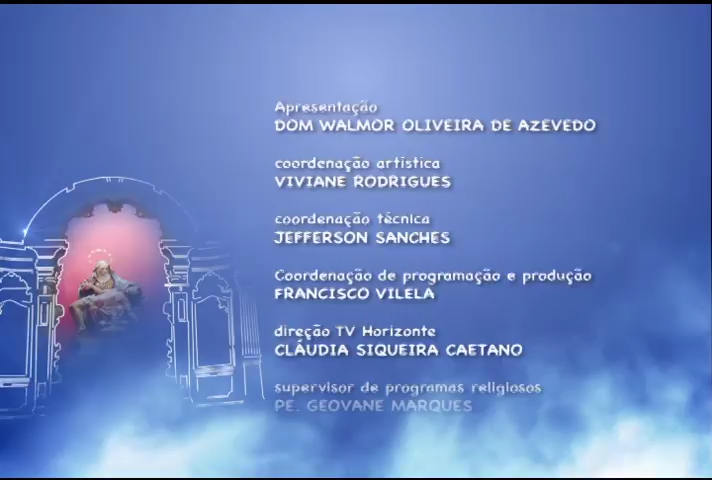 Apresentação
DOM WALMOR OLIVEIRA DE AZEVEDO
coordenação artística
VIVIANE RODRIGUES
coordenação técnica
JEFFERSON SANCHES
Coordenação de programação e produção
FRANCISCO VILELA
direção TV Horizonte
CLÁUDIA SIQUEIRA CAETANO
supervisor de programas religiosos
PE. GEOVANE MARQUES